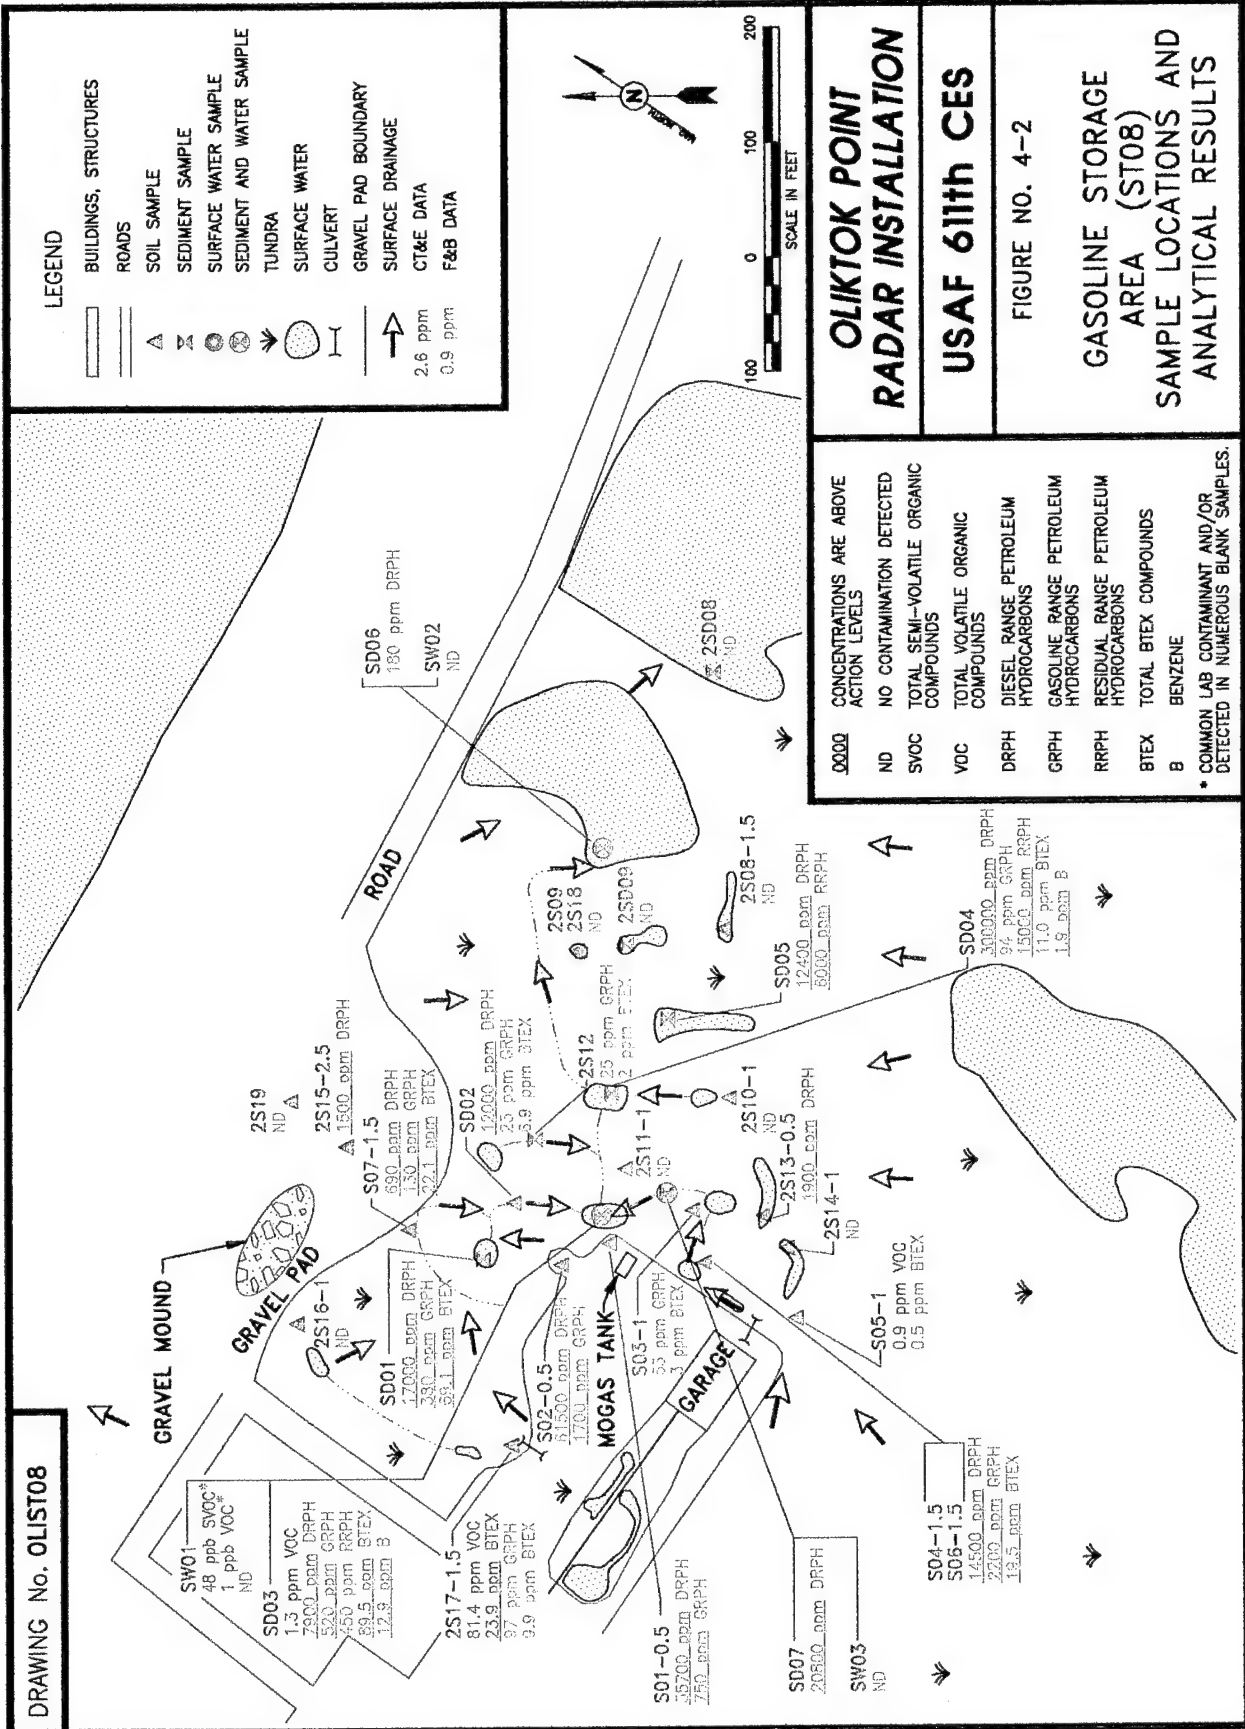 DRAWING No. OLIST08
LEGEND
BUILDINGS, STRUCTURES
ROADS
SOIL SAMPLE
SEDIMENT SAMPLE
SURFACE WATER SAMPLE
SEDIMENT AND WATER SAMPLE
TUNDRA
SURFACE WATER
CULVERT
GRAVEL PAD BOUNDARY
SURFACE DRAINAGE
2.6 ppm CT&E DATA
0.9 ppm F&B DATA
N
MAG. NORTH
100 0 100 200
SCALE IN FEET
GRAVEL MOUND
GRAVEL PAD
ROAD
MOGAS TANK
GARAGE
SW01
48 ppb SVOC*
1 ppb VOC*
ND
SD03
1.3 ppm VOC
7900 ppm DRPH
520 ppm GRPH
450 ppm RRPH
89.5 ppm BTEX
12.9 ppm B
2S17-1.5
81.4 ppm VOC
23.9 ppm BTEX
97 ppm GRPH
9.9 ppm BTEX
S01-0.5
ppm DRPH
750 ppm GRPH
SD07
20800 ppm DRPH
SW03
ND
S04-1.5
S06-1.5
14500 ppm DRPH
2200 ppm GRPH
ppm BTEX
S05-1
0.9 ppm VOC
0.5 ppm BTEX
2S16-1
ND
SD01
17000 ppm DRPH
ppm GRPH
ppm BTEX
S02-0.5
61500 ppm DRPH
1700 ppm GRPH
S03-1
ppm GRPH
3 ppm BTEX
2S19
ND
2S15-2.5
1500 ppm DRPH
S07-1.5
690 ppm DRPH
130 ppm GRPH
22.1 ppm BTEX
SD02
12000 ppm DRPH
ppm GRPH
ppm BTEX
2S12
25 ppm GRPH
2 ppm BTEX
2S11-1
ND
2S10-1
ND
2S13-0.5
1900 ppm DRPH
2S14-1
ND
2S09
2S18
ND
2SD09
ND
2S08-1.5
ND
SD05
12400 ppm DRPH
6000 ppm RRPH
SD04
300000 ppm DRPH
94 ppm GRPH
15000 ppm RRPH
11.0 ppm BTEX
1.9 ppm B
SD06
180 ppm DRPH
SW02
ND
2SD08
ND
0000 CONCENTRATIONS ARE ABOVE
ACTION LEVELS
ND NO CONTAMINATION DETECTED
SVOC TOTAL SEMI-VOLATILE ORGANIC
COMPOUNDS
VOC TOTAL VOLATILE ORGANIC
COMPOUNDS
DRPH DIESEL RANGE PETROLEUM
HYDROCARBONS
GRPH GASOLINE RANGE PETROLEUM
HYDROCARBONS
RRPH RESIDUAL RANGE PETROLEUM
HYDROCARBONS
BTEX TOTAL BTEX COMPOUNDS
B BENZENE
* COMMON LAB CONTAMINANT AND/OR
DETECTED IN NUMEROUS BLANK SAMPLES.
OLIKTOK POINT
RADAR INSTALLATION
USAF 611th CES
FIGURE NO. 4-2
GASOLINE STORAGE
AREA (ST08)
SAMPLE LOCATIONS AND
ANALYTICAL RESULTS